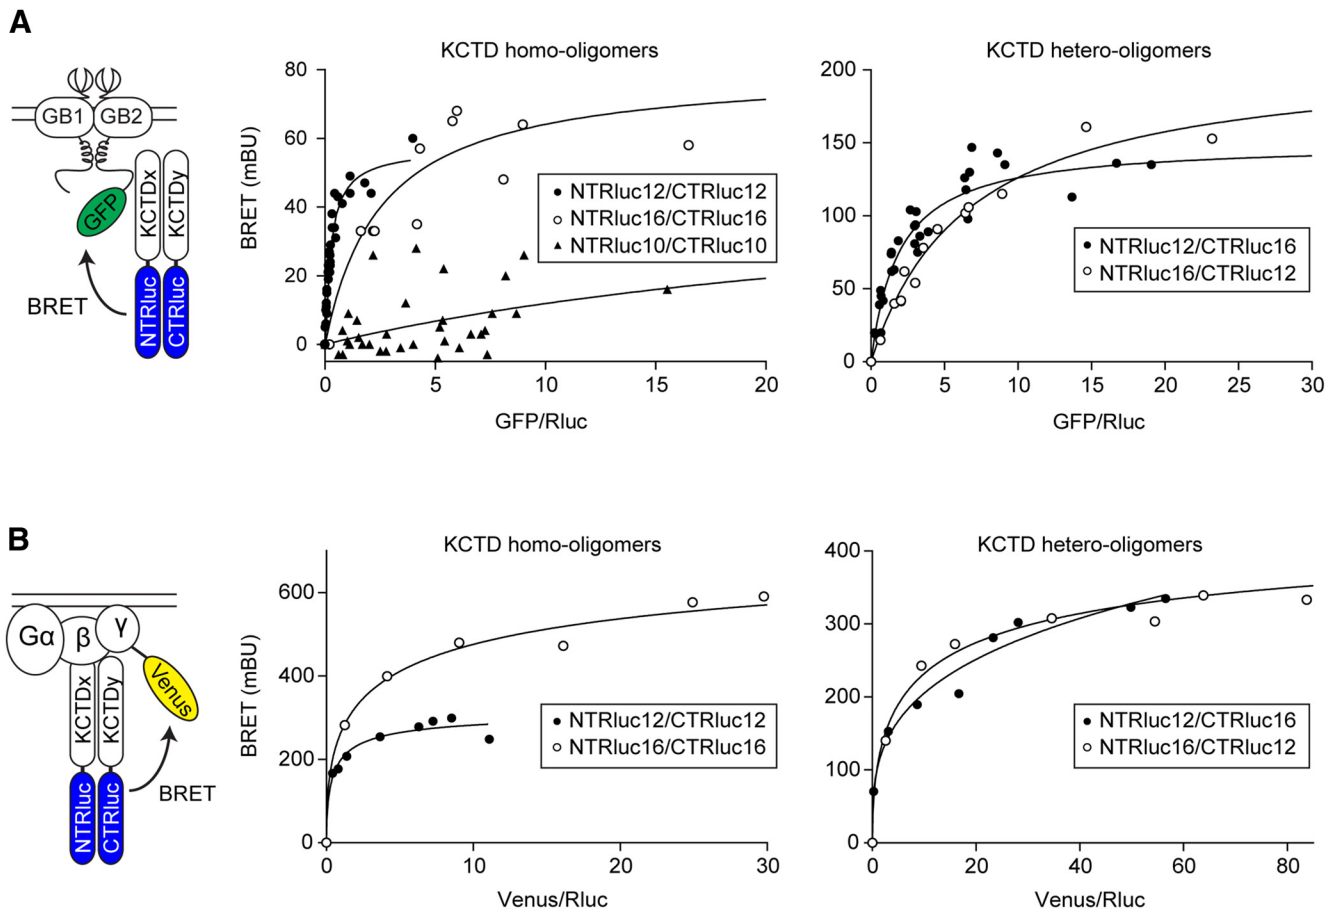 A
GB1
GB2
GFP
KCTDx
KCTDy
BRET
NTRluc
CTRluc
KCTD homo-oligomers
BRET (mBU)
80
60
40
20
0
0
5
10
15
20
GFP/Rluc
NTRluc12/CTRluc12
NTRluc16/CTRluc16
NTRluc10/CTRluc10
KCTD hetero-oligomers
200
150
100
50
0
0
5
10
15
20
25
30
GFP/Rluc
NTRluc12/CTRluc16
NTRluc16/CTRluc12
B
Gα
β
γ
Venus
KCTDx
KCTDy
NTRluc
CTRluc
BRET
KCTD homo-oligomers
BRET (mBU)
600
400
200
0
0
10
20
30
Venus/Rluc
NTRluc12/CTRluc12
NTRluc16/CTRluc16
KCTD hetero-oligomers
400
300
200
100
0
0
20
40
60
80
Venus/Rluc
NTRluc12/CTRluc16
NTRluc16/CTRluc12